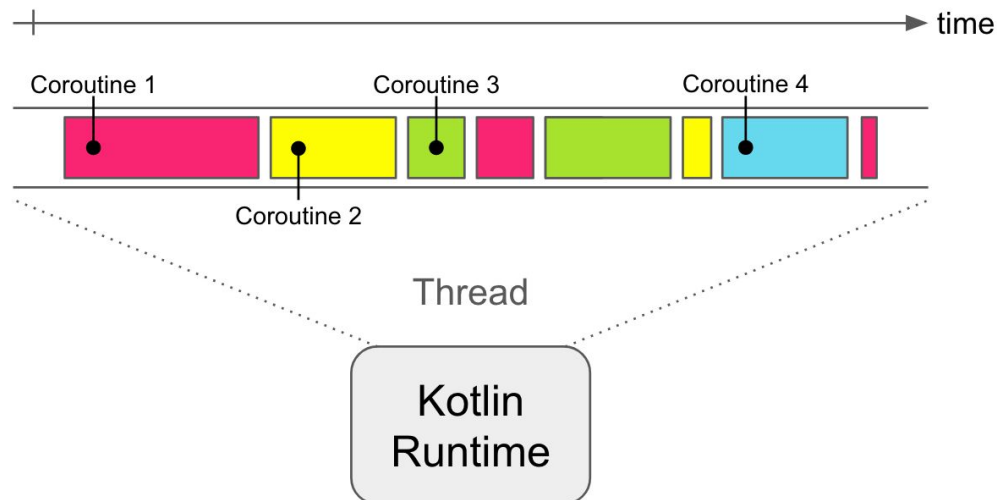 time
Coroutine 1
Coroutine 3
Coroutine 4
Coroutine 2
Thread
Kotlin
Runtime